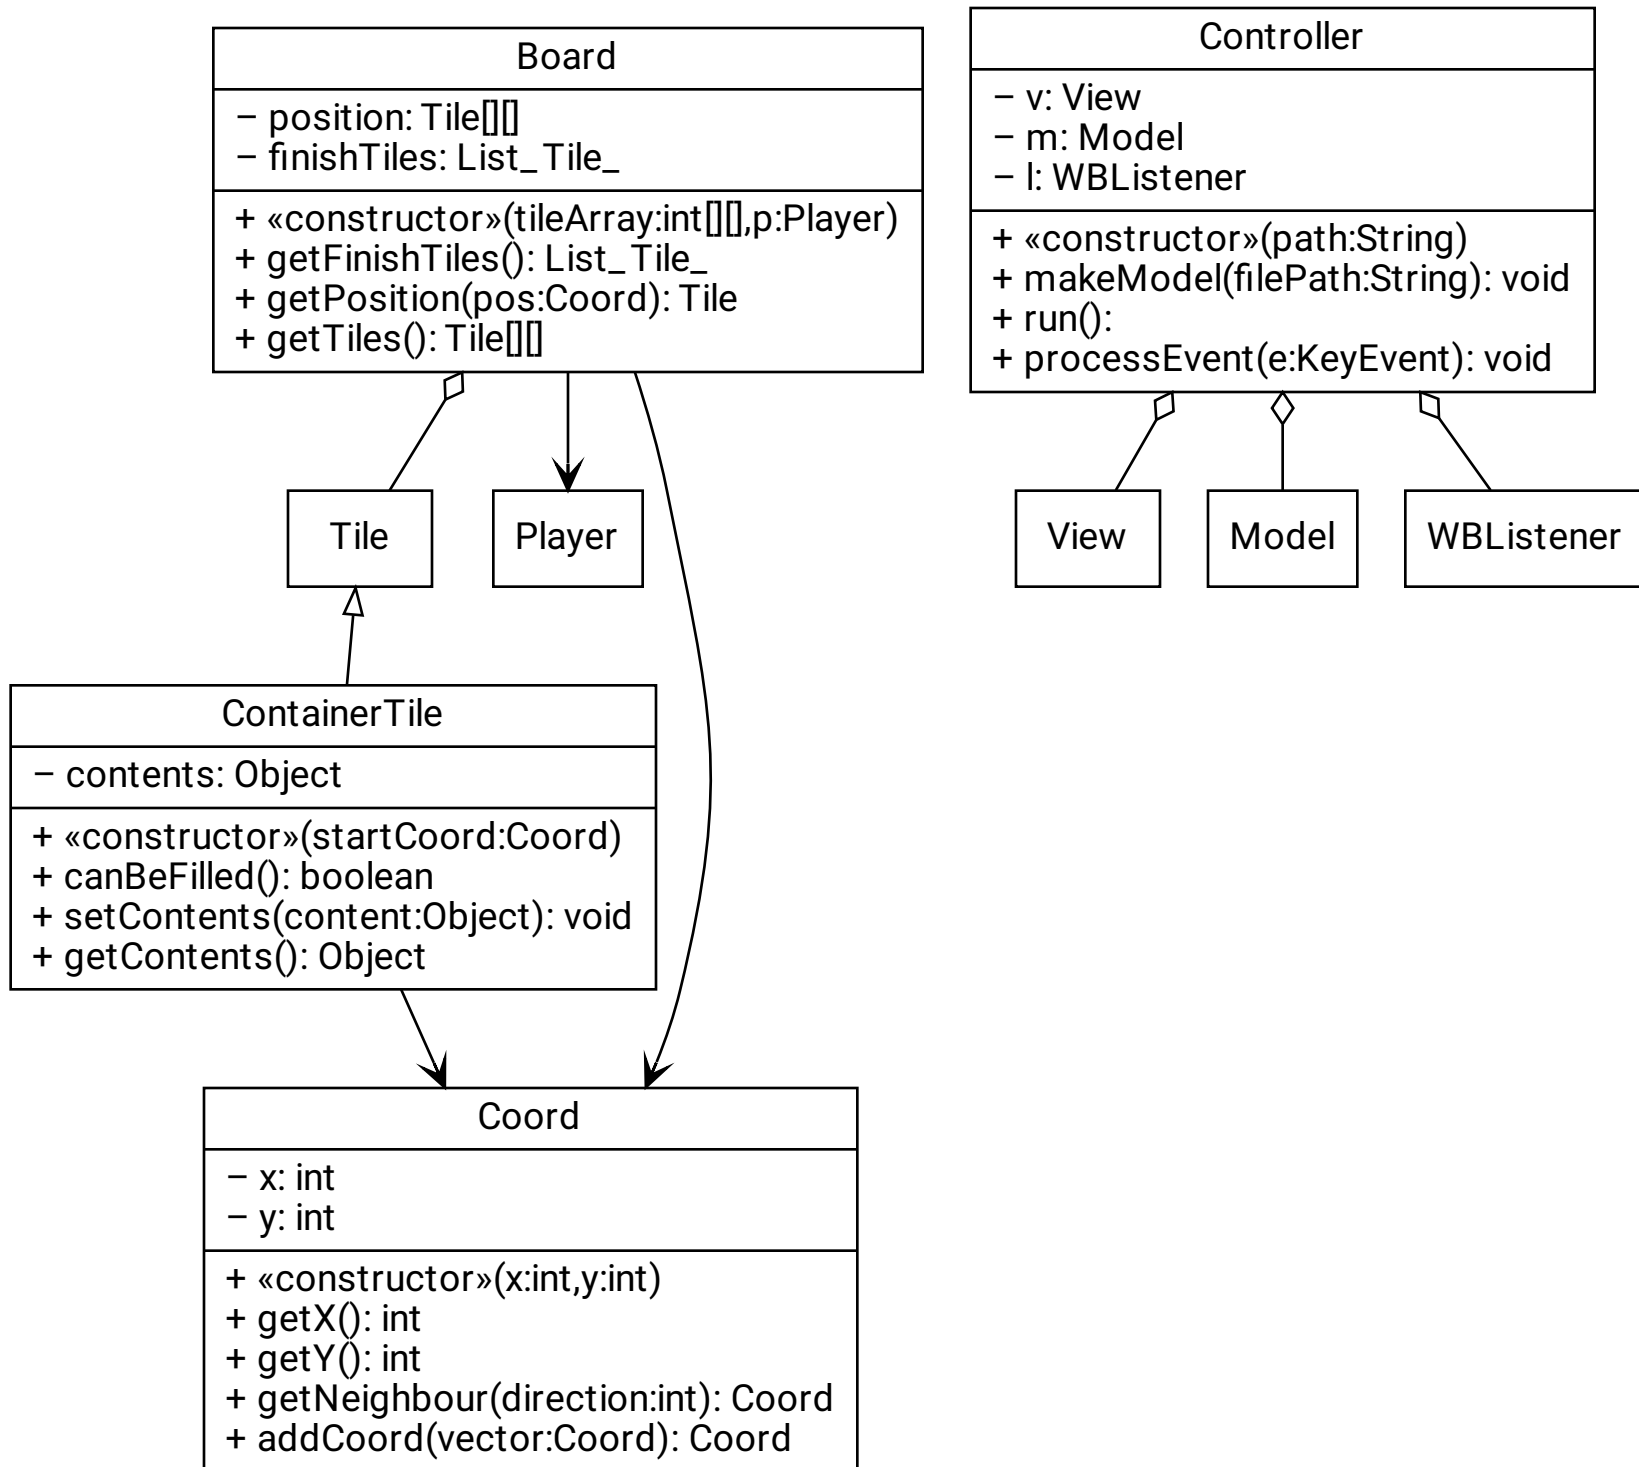 Board
– position: Tile[][]
– finishTiles: List_Tile_
+ «constructor»(tileArray:int[][],p:Player)
+ getFinishTiles(): List_Tile_
+ getPosition(pos:Coord): Tile
+ getTiles(): Tile[][]
Controller
– v: View
– m: Model
– l: WBListener
+ «constructor»(path:String)
+ makeModel(filePath:String): void
+ run():
+ processEvent(e:KeyEvent): void
Tile
Player
View
Model
WBListener
ContainerTile
– contents: Object
+ «constructor»(startCoord:Coord)
+ canBeFilled(): boolean
+ setContents(content:Object): void
+ getContents(): Object
Coord
– x: int
– y: int
+ «constructor»(x:int,y:int)
+ getX(): int
+ getY(): int
+ getNeighbour(direction:int): Coord
+ addCoord(vector:Coord): Coord